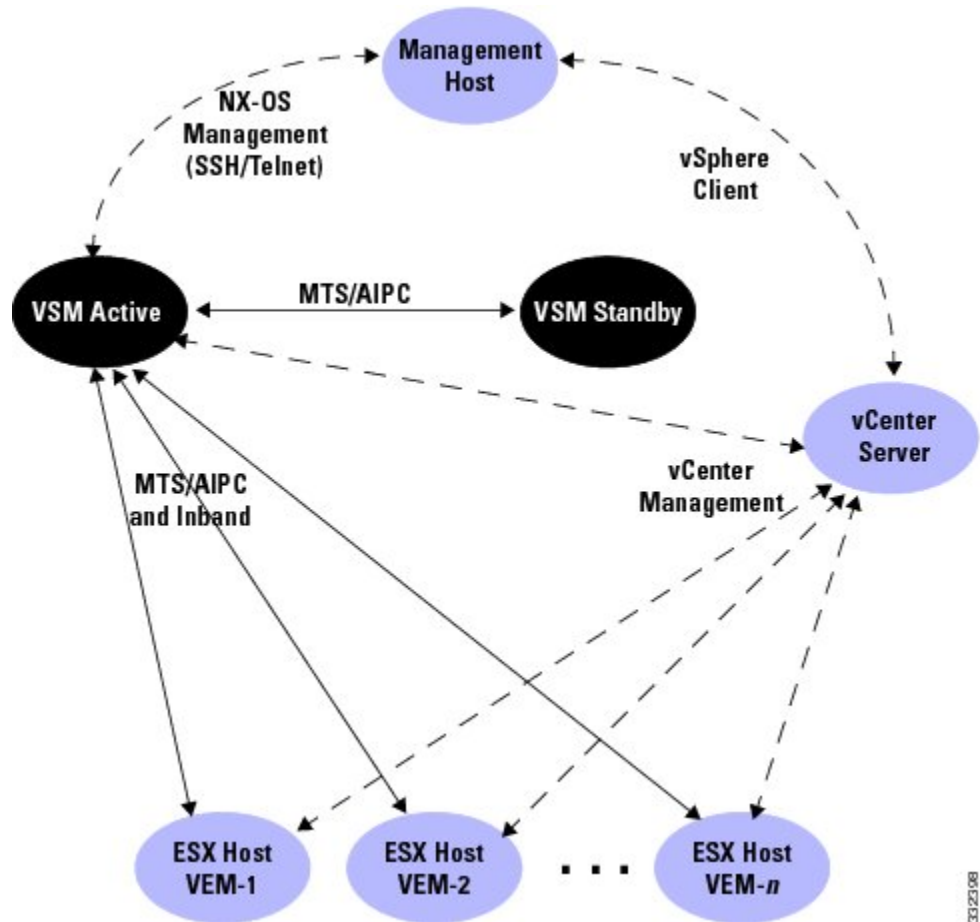 Management
Host
NX-OS
Management
(SSH/Telnet)
vSphere
Client
VSM Active
MTS/AIPC
VSM Standby
vCenter
Server
MTS/AIPC
and Inband
vCenter
Management
ESX Host
VEM-1
ESX Host
VEM-2
. . .
ESX Host
VEM-n
332398